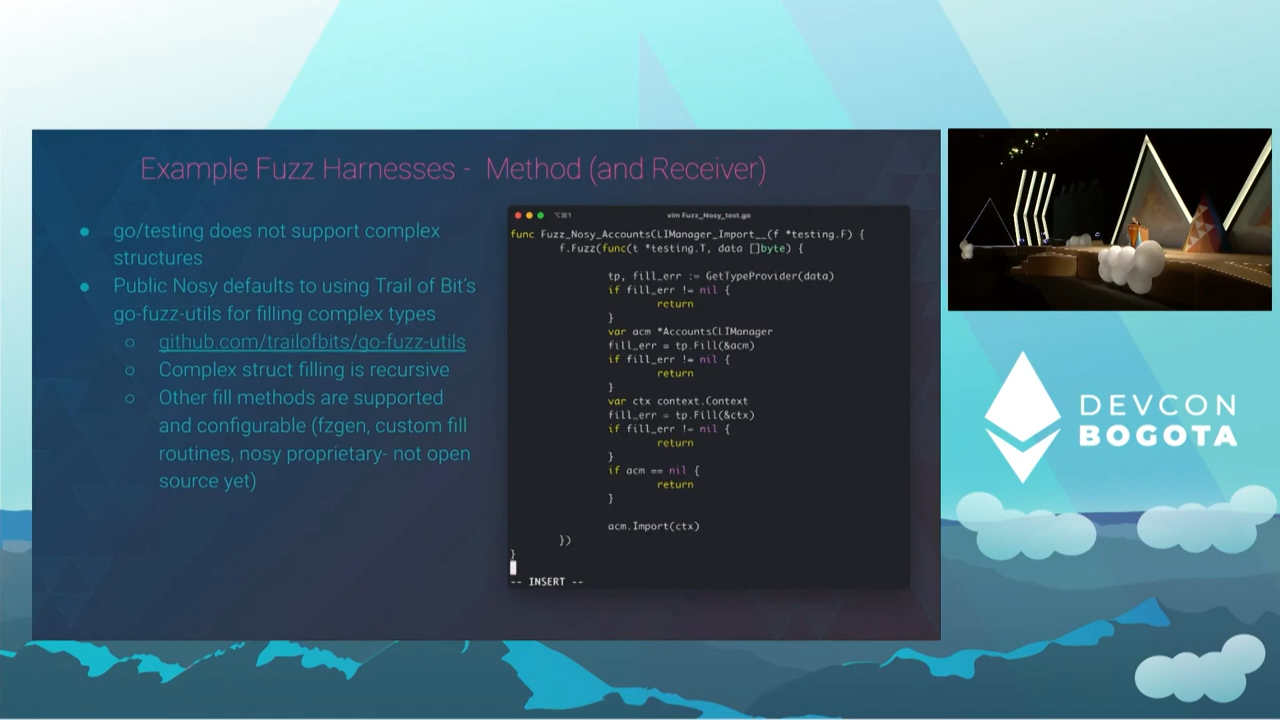 Example Fuzz Harnesses - Method (and Receiver)
go/testing does not support complex
structures
Public Nosy defaults to using Trail of Bit's
go-fuzz-utils for filling complex types
github.com/trailofbits/go-fuzz-utils
Complex struct filling is recursive
Other fill methods are supported
and configurable (fzgen, custom fill
routines, nosy proprietary- not open
source yet)
⌥⌘1 vim Fuzz_Nosy_test.go
func Fuzz_Nosy_AccountsCLIManager_Import__(f *testing.F) {
f.Fuzz(func(t *testing.T, data []byte) {
tp, fill_err := GetTypeProvider(data)
if fill_err != nil {
return
}
var acm *AccountsCLIManager
fill_err = tp.Fill(&acm)
if fill_err != nil {
return
}
var ctx context.Context
fill_err = tp.Fill(&ctx)
if fill_err != nil {
return
}
if acm == nil {
return
}
acm.Import(ctx)
})
}
-- INSERT --
DEVCON
BOGOTA